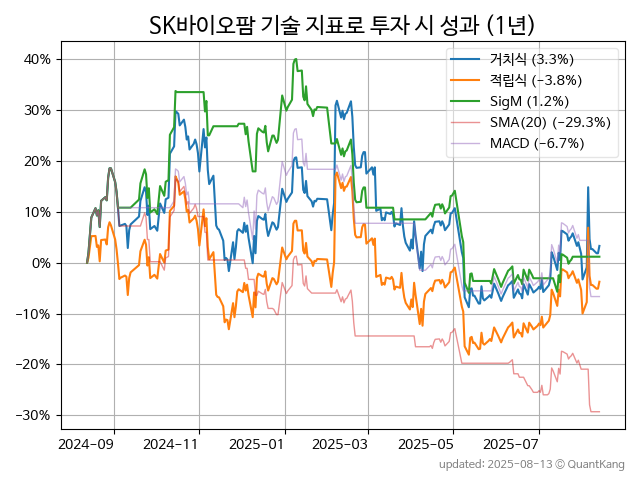 SK바이오팜 기술 지표로 투자 시 성과 (1년)
거치식 (3.3%)
적립식 (−3.8%)
SigM (1.2%)
SMA(20) (−29.3%)
MACD (−6.7%)
40%
30%
20%
10%
0%
−10%
−20%
−30%
2024-09 2024-11 2025-01 2025-03 2025-05 2025-07
updated: 2025-08-13 © QuantKang